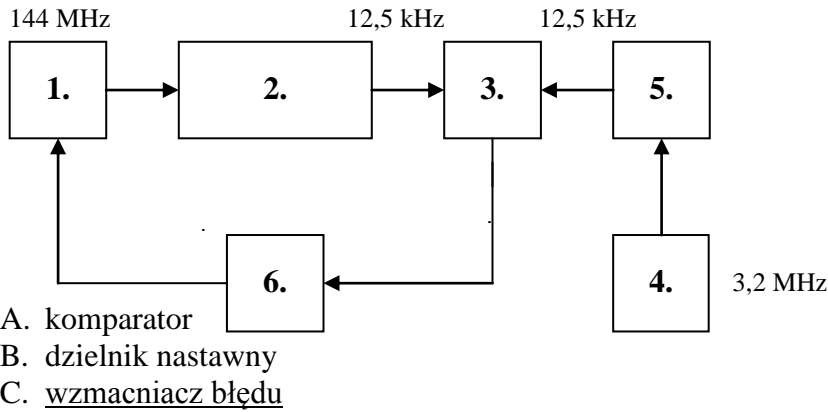 144 MHz 12,5 kHz 12,5 kHz
1. 2. 3. 5.
6. 4. 3,2 MHz
A. komparator
B. dzielnik nastawny
C. wzmacniacz błędu